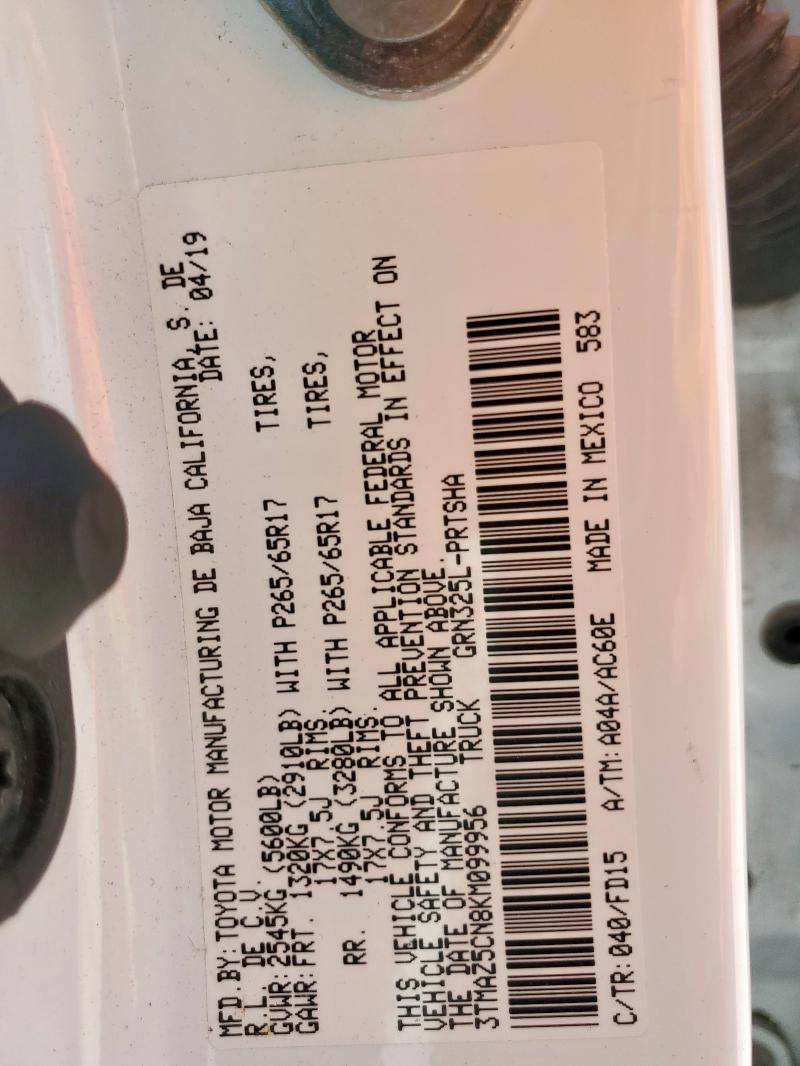 MFD.BY:TOYOTA MOTOR MANUFACTURING DE BAJA CALIFORNIA, S. DE
R.L. DE C.V. DATE: 04/19
GVWR:2545KG (5600LB)
GAWR:FRT. 1320KG (2910LB) WITH P265/65R17 TIRES,
17X7.5J RIMS.
RR. 1490KG (3280LB) WITH P265/65R17 TIRES,
17X7.5J RIMS.
THIS VEHICLE CONFORMS TO ALL APPLICABLE FEDERAL MOTOR
VEHICLE SAFETY AND THEFT PREVENTION STANDARDS IN EFFECT ON
THE DATE OF MANUFACTURE SHOWN ABOVE.
3TMAZ5CN8KM099956 TRUCK GRN325L-PRTSHA
C/TR:040/FD15 A/TM:A04A/AC60E MADE IN MEXICO 583